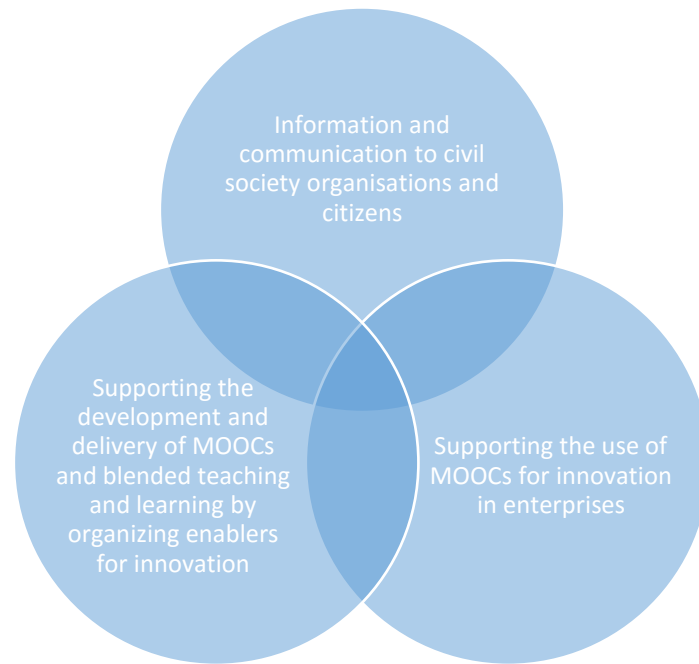 Information and
communication to civil
society organisations and
citizens
Supporting the
development and
delivery of MOOCs
and blended teaching
and learning by
organizing enablers
for innovation
Supporting the use of
MOOCs for innovation
in enterprises